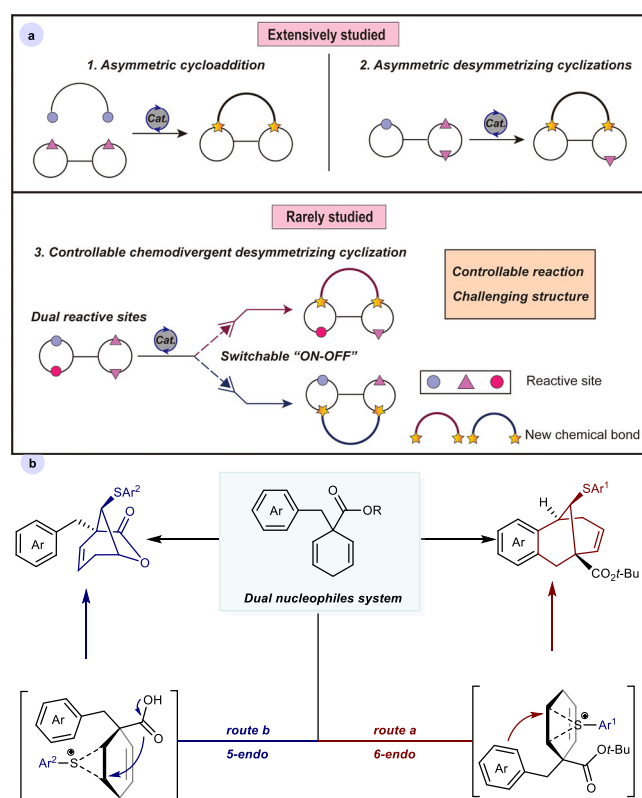 a
Extensively studied
1. Asymmetric cycloaddition
2. Asymmetric desymmetrizing cyclizations
Cat.
Cat.
Rarely studied
3. Controllable chemodivergent desymmetrizing cyclization
Controllable reaction
Challenging structure
Dual reactive sites
Cat.
Switchable “ON-OFF”
Reactive site
New chemical bond
b
SAr2
O
O
Ar
Ar
O
OR
Dual nucleophiles system
SAr1
H
Ar
CO2t-Bu
Ar
OH
O
Ar2
S
⊕
route b
5-endo
route a
6-endo
⊕
S
Ar1
Ar
Ot-Bu
O